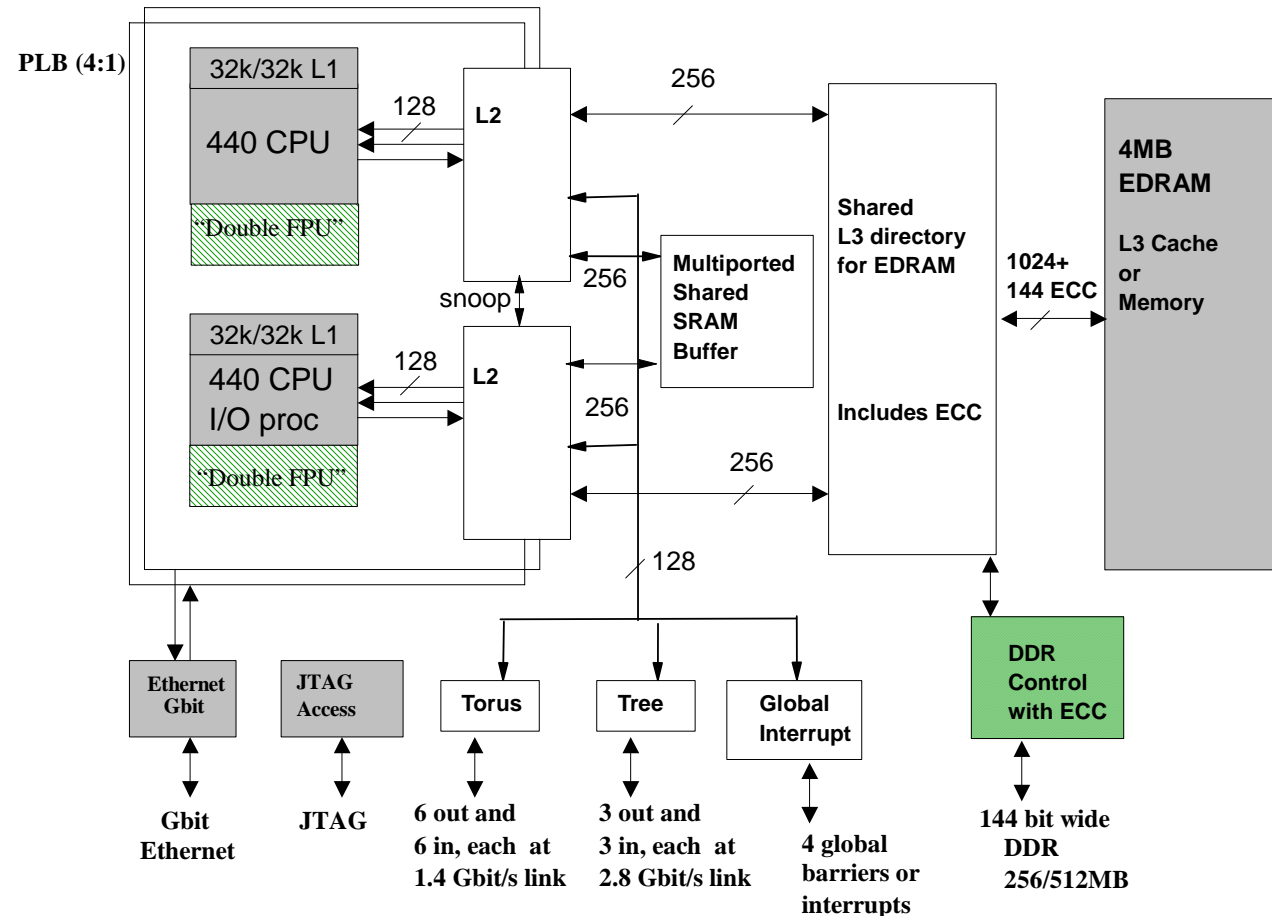 PLB (4:1)
32k/32k L1
440 CPU
“Double FPU”
128
L2
256
snoop
256
Multiported
Shared
SRAM
Buffer
Shared
L3 directory
for EDRAM
Includes ECC
1024+
144 ECC
4MB
EDRAM
L3 Cache
or
Memory
32k/32k L1
440 CPU
I/O proc
“Double FPU”
128
L2
256
256
128
Ethernet
Gbit
JTAG
Access
Torus
Tree
Global
Interrupt
DDR
Control
with ECC
Gbit
Ethernet
JTAG
6 out and
6 in, each at
1.4 Gbit/s link
3 out and
3 in, each at
2.8 Gbit/s link
4 global
barriers or
interrupts
144 bit wide
DDR
256/512MB